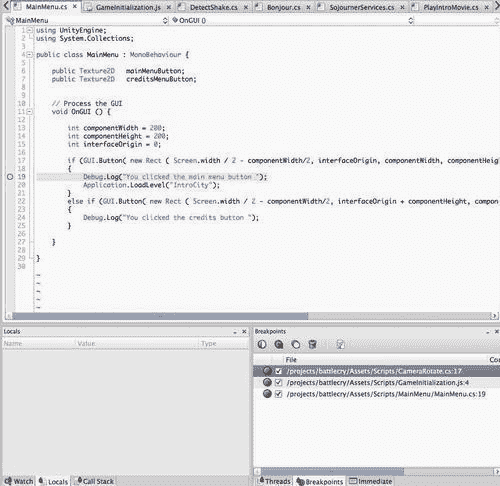 MainMenu.cs GameInitialization.js DetectShake.cs Bonjour.cs SojournerServices.cs PlayIntroMovie.cs
MainMenu OnGUI ()
1 using UnityEngine;
2 using System.Collections;
3
4 public class MainMenu : MonoBehaviour {
5
6 public Texture2D mainMenuButton;
7 public Texture2D creditsMenuButton;
8
9
10 // Process the GUI
11 void OnGUI () {
12
13 int componentWidth = 200;
14 int componentHeight = 200;
15 int interfaceOrigin = 0;
16
17 if (GUI.Button( new Rect ( Screen.width / 2 - componentWidth/2, interfaceOrigin, componentWidth, componentHeig
18 {
19 Debug.Log("You clicked the main menu button ");
20 Application.LoadLevel("IntroCity");
21 }
22 else if (GUI.Button( new Rect ( Screen.width / 2 - componentWidth/2, interfaceOrigin + componentHeight, compon
23 {
24 Debug.Log("You clicked the credits button ");
25 }
26
27 }
28
29 }
30
~
~
~
~
Locals
Name Value Type
Watch Locals Call Stack
Breakpoints
File Con
/projects/battlecry/Assets/Scripts/CameraRotate.cs:17
/projects/battlecry/Assets/Scripts/GameInitialization.js:4
/projects/battlecry/Assets/Scripts/MainMenu/MainMenu.cs:19
Threads Breakpoints Immediate